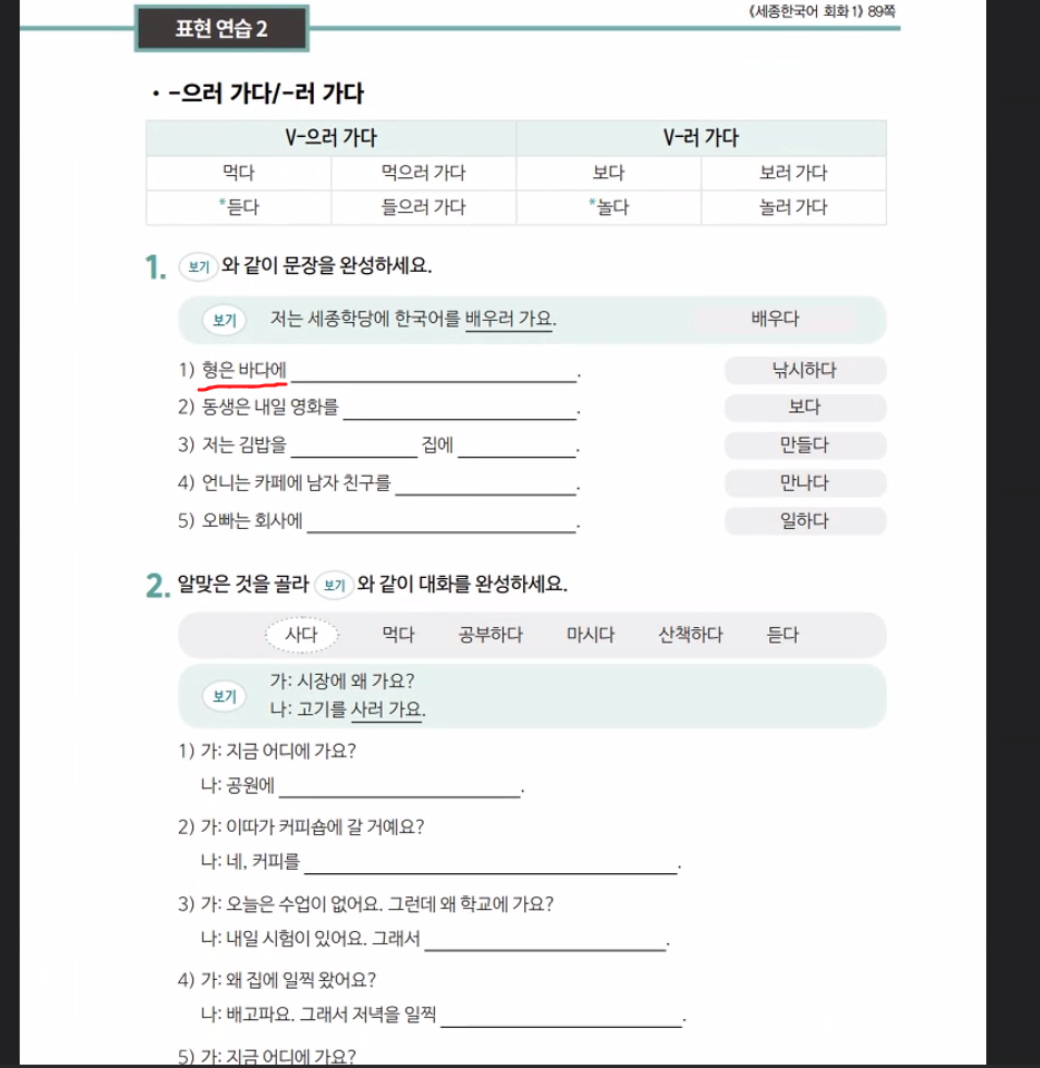 《세종한국어 회화 1》 89쪽
표현 연습 2
• -으러 가다/-러 가다
V-으러 가다 V-러 가다
먹다 먹으러 가다 보다 보러 가다
*듣다 들으러 가다 *놀다 놀러 가다
1. 보기 와 같이 문장을 완성하세요.
보기 저는 세종학당에 한국어를 배우러 가요. 배우다
1) 형은 바다에 ______. 낚시하다
2) 동생은 내일 영화를 ______. 보다
3) 저는 김밥을 ______ 집에 ______. 만들다
4) 언니는 카페에 남자 친구를 ______. 만나다
5) 오빠는 회사에 ______. 일하다
2. 알맞은 것을 골라 보기 와 같이 대화를 완성하세요.
사다 먹다 공부하다 마시다 산책하다 듣다
가: 시장에 왜 가요?
보기
나: 고기를 사러 가요.
1) 가: 지금 어디에 가요?
나: 공원에 ______.
2) 가: 이따가 커피숍에 갈 거예요?
나: 네, 커피를 ______.
3) 가: 오늘은 수업이 없어요. 그런데 왜 학교에 가요?
나: 내일 시험이 있어요. 그래서 ______.
4) 가: 왜 집에 일찍 왔어요?
나: 배고파요. 그래서 저녁을 일찍 ______.
5) 가: 지금 어디에 가요?